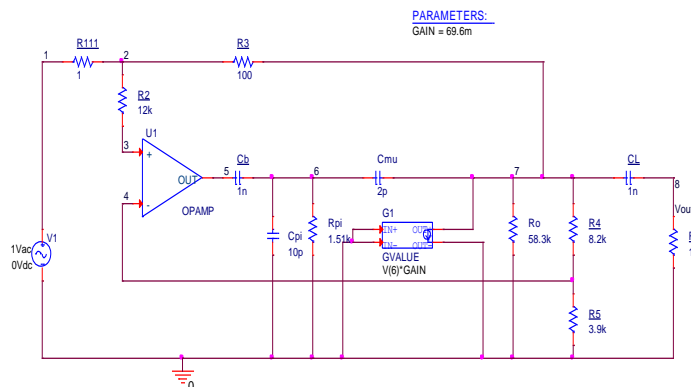 PARAMETERS:
GAIN = 69.6m
1
R111
1
2
R3
100
R2
12k
U1
3
+
OUT
4
-
OPAMP
5
Cb
1n
6
Cmu
2p
7
CL
1n
8
Vou
G1
IN+
OUT+
IN-
OUT-
GVALUE
V(6)*GAIN
Cpi
10p
Rpi
1.51k
Ro
58.3k
R4
8.2k
R5
3.9k
V1
1Vac
0Vdc
0